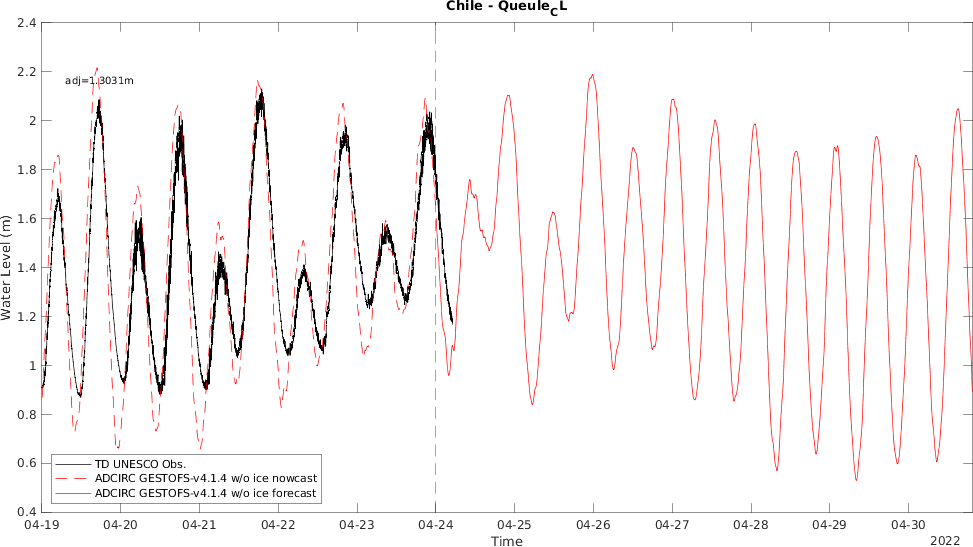 Chile - Queule_CL
adj=1.3031m
2.4
2.2
2
1.8
1.6
1.4
1.2
1
0.8
0.6
0.4
Water Level (m)
TD UNESCO Obs.
ADCIRC GESTOFS-v4.1.4 w/o ice nowcast
ADCIRC GESTOFS-v4.1.4 w/o ice forecast
04-19 04-20 04-21 04-22 04-23 04-24 04-25 04-26 04-27 04-28 04-29 04-30
Time
2022